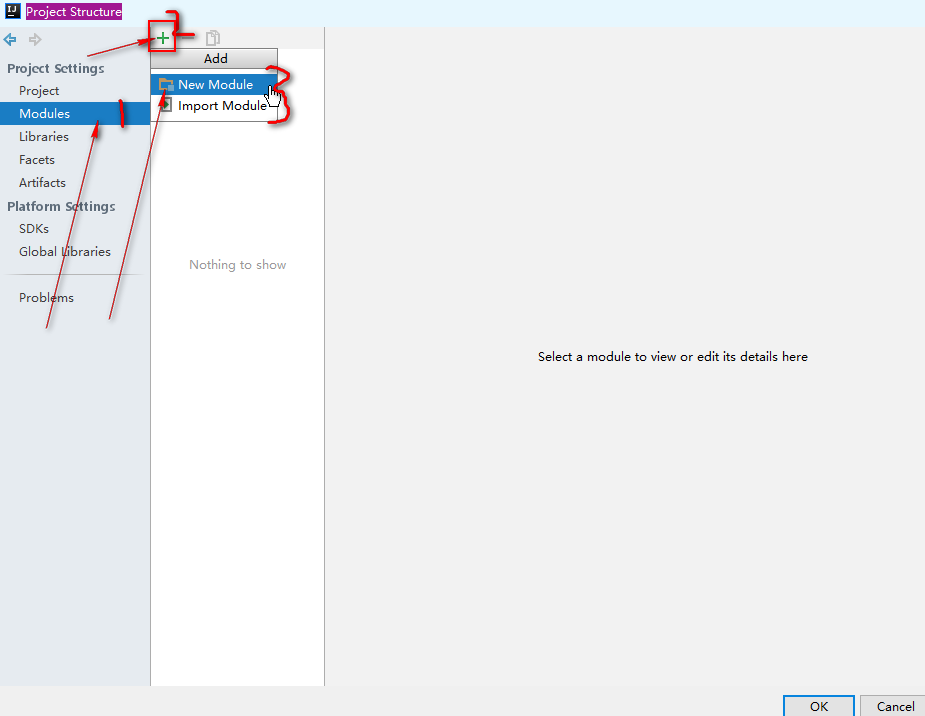 IJ
Project Structure
Add
Project Settings
New Module
Project
Import Module
Modules
1
2
3
Libraries
Facets
Artifacts
Platform Settings
SDKs
Global Libraries
Nothing to show
Problems
Select a module to view or edit its details here
OK
Cancel